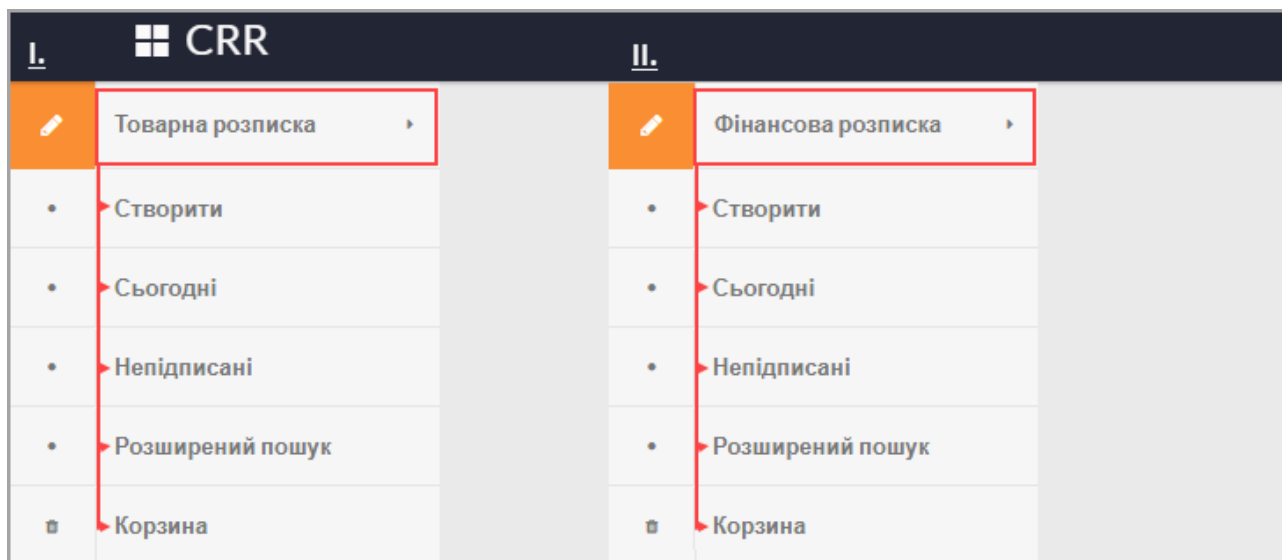 I.
CRR
Товарна розписка
Створити
Сьогодні
Непідписані
Розширений пошук
Корзина
II.
Фінансова розписка
Створити
Сьогодні
Непідписані
Розширений пошук
Корзина